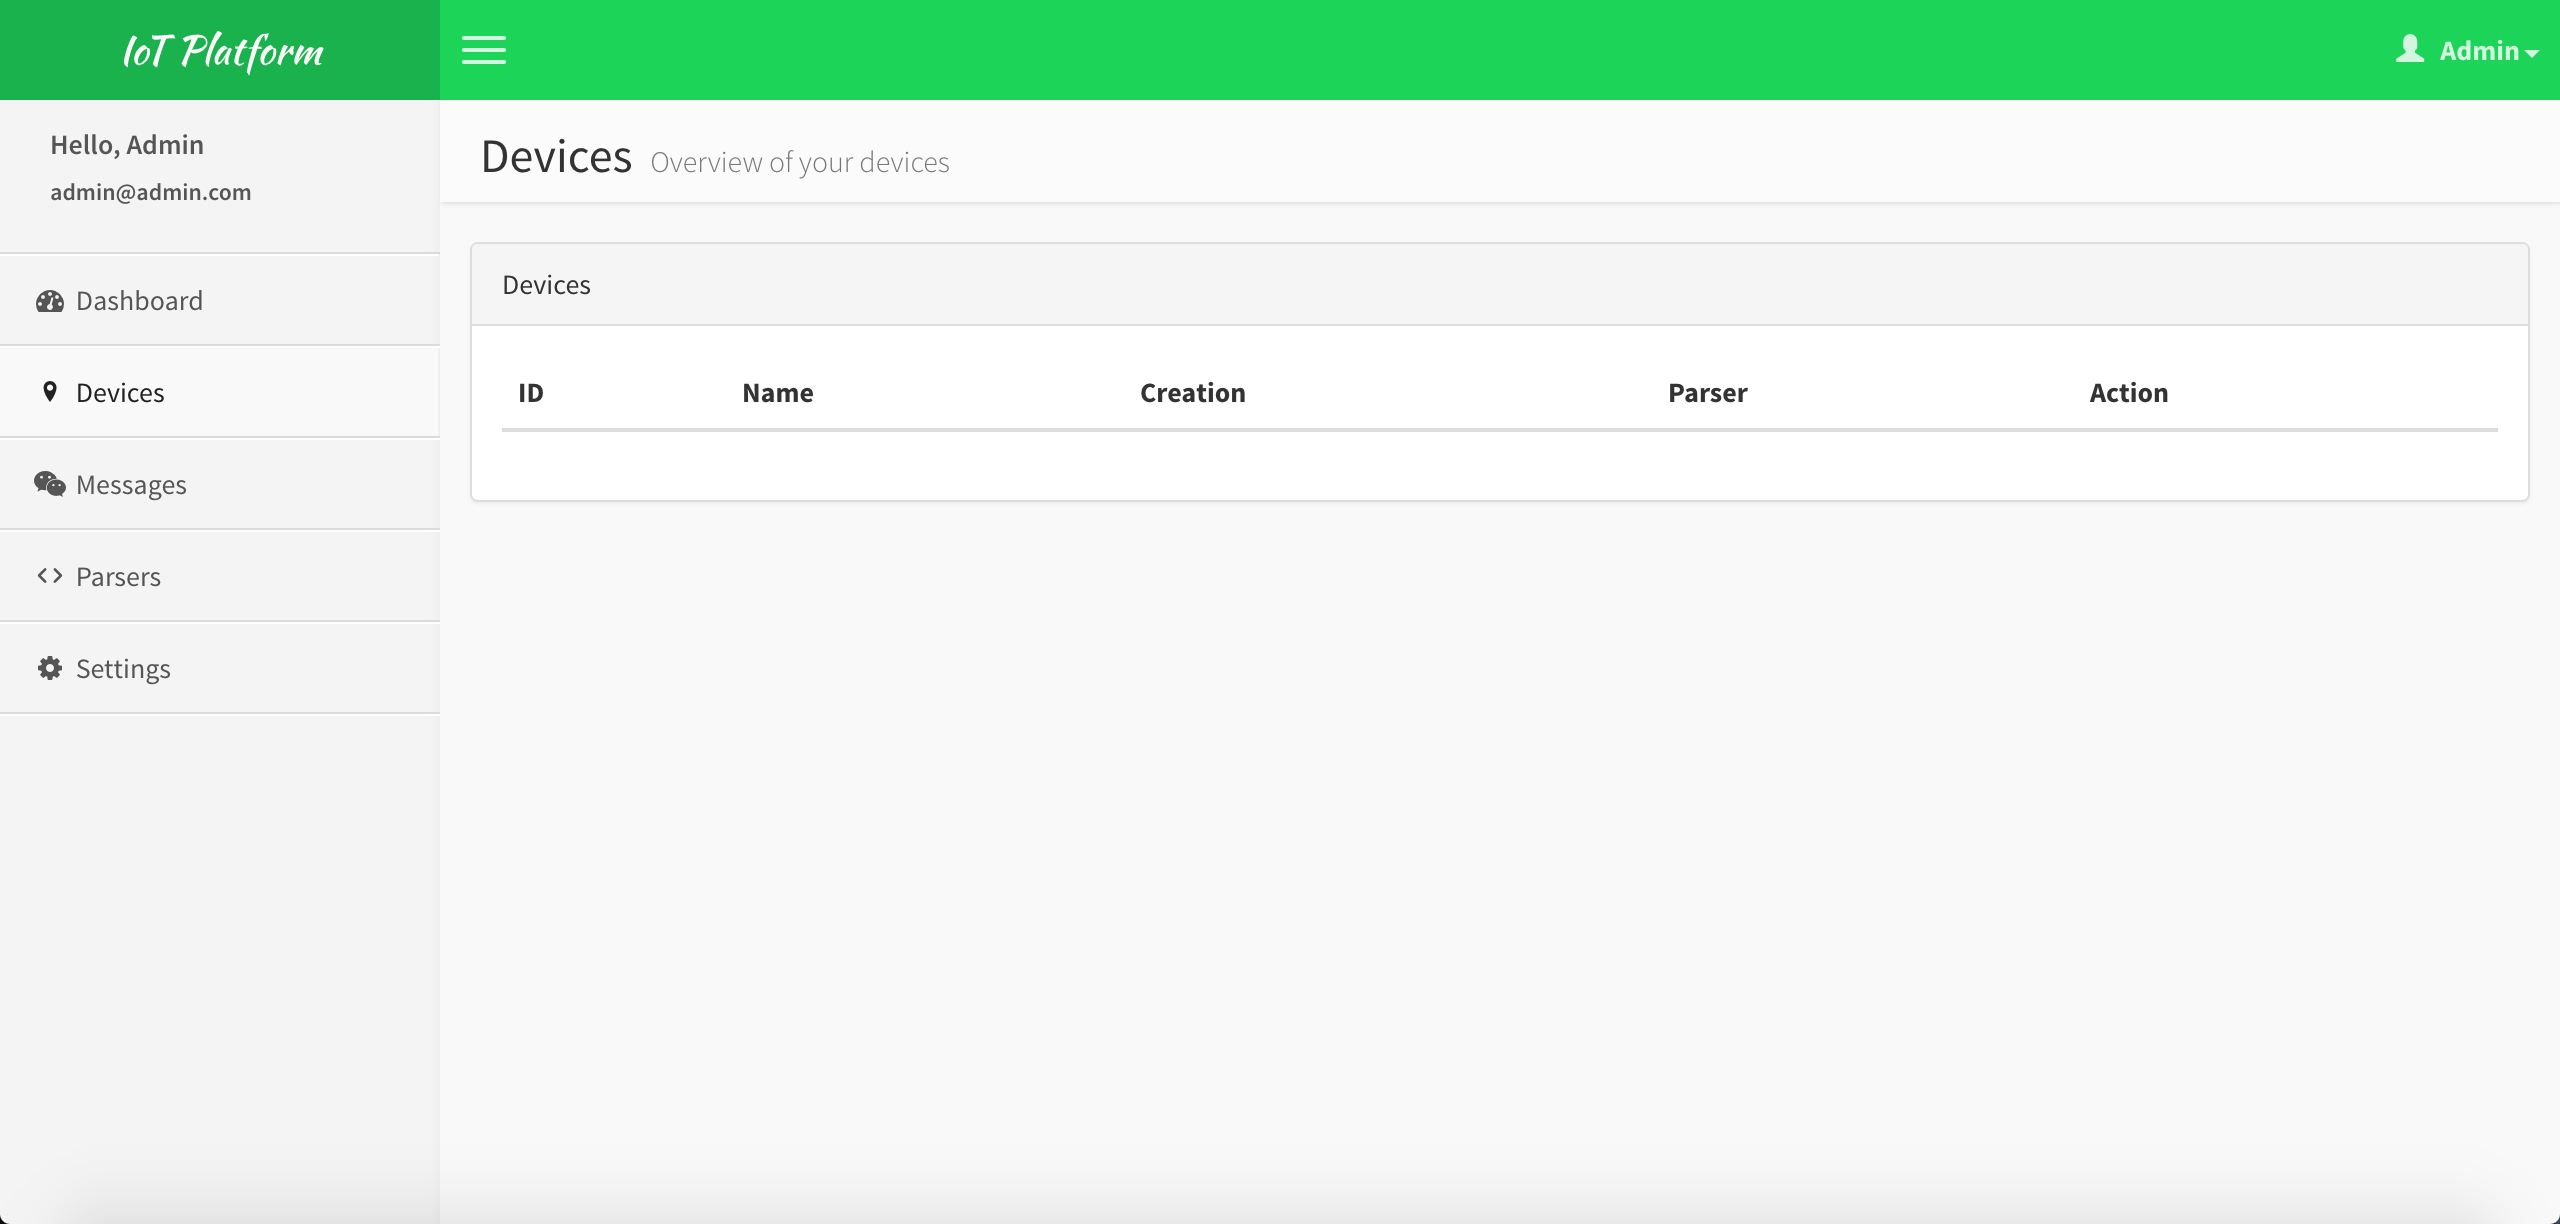 IoT Platform
Admin
Hello, Admin
admin@admin.com
Dashboard
Devices
Messages
Parsers
Settings
Devices Overview of your devices
Devices
ID Name Creation Parser Action